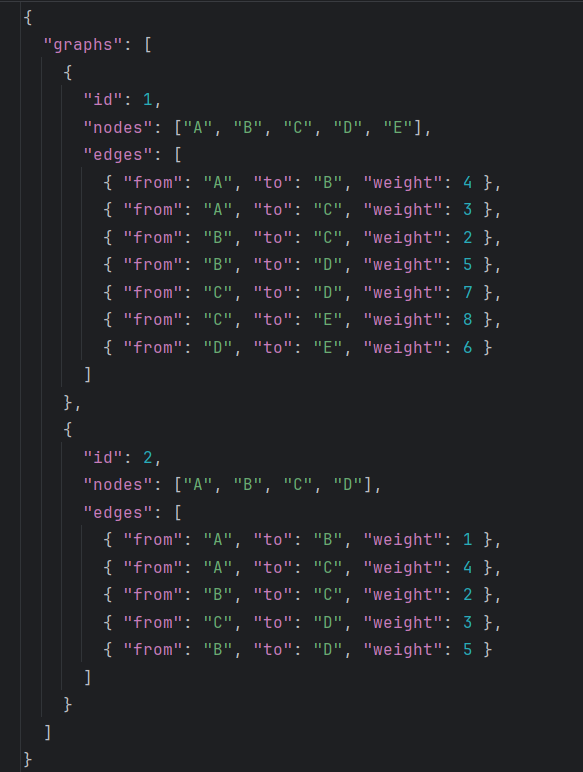 {
  "graphs": [
    {
      "id": 1,
      "nodes": ["A", "B", "C", "D", "E"],
      "edges": [
        { "from": "A", "to": "B", "weight": 4 },
        { "from": "A", "to": "C", "weight": 3 },
        { "from": "B", "to": "C", "weight": 2 },
        { "from": "B", "to": "D", "weight": 5 },
        { "from": "C", "to": "D", "weight": 7 },
        { "from": "C", "to": "E", "weight": 8 },
        { "from": "D", "to": "E", "weight": 6 }
      ]
    },
    {
      "id": 2,
      "nodes": ["A", "B", "C", "D"],
      "edges": [
        { "from": "A", "to": "B", "weight": 1 },
        { "from": "A", "to": "C", "weight": 4 },
        { "from": "B", "to": "C", "weight": 2 },
        { "from": "C", "to": "D", "weight": 3 },
        { "from": "B", "to": "D", "weight": 5 }
      ]
    }
  ]
}